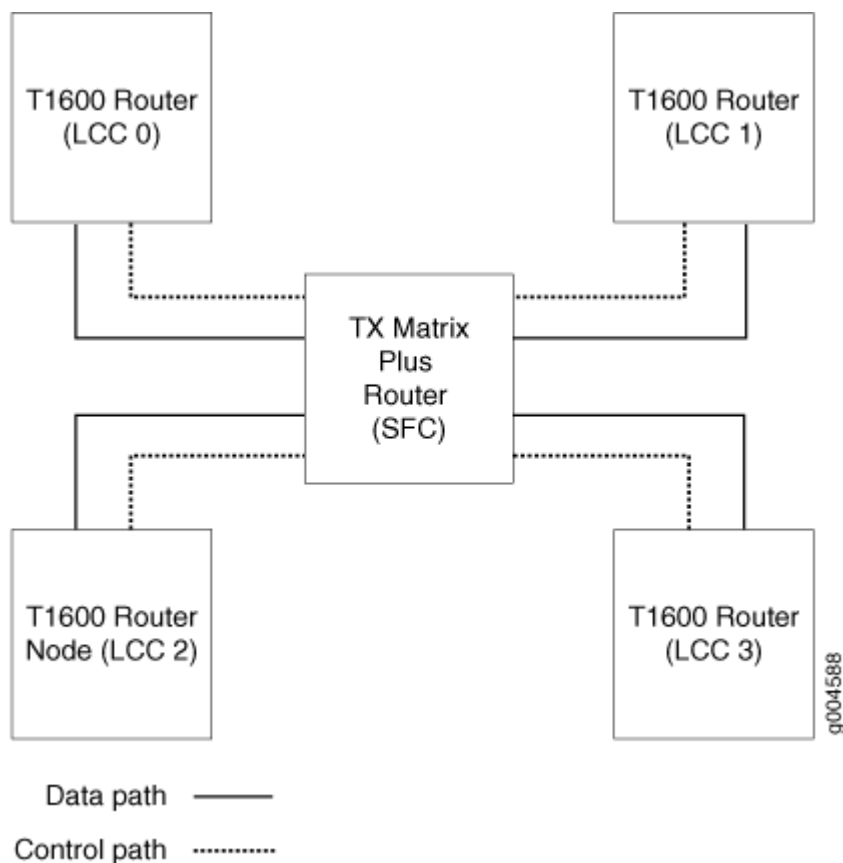 T1600 Router
(LCC 0)
T1600 Router
(LCC 1)
TX Matrix
Plus
Router
(SFC)
T1600 Router
Node (LCC 2)
T1600 Router
(LCC 3)
g004588
Data path
Control path